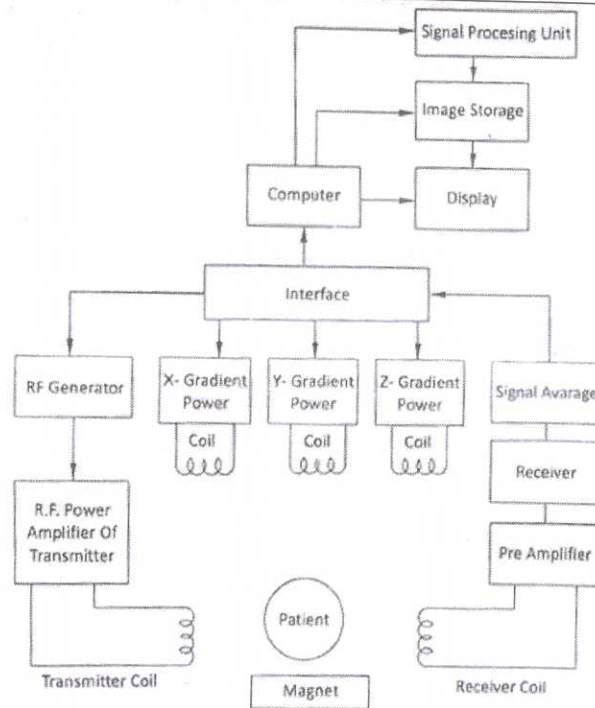 Signal Procesing Unit
Image Storage
Computer
Display
Interface
RF Generator
X- Gradient
Power
Y- Gradient
Power
Z- Gradient
Power
Signal Avarage
Coil
Coil
Coil
Receiver
R.F. Power
Amplifier Of
Transmitter
Pre Amplifier
Patient
Transmitter Coil
Magnet
Receiver Coil